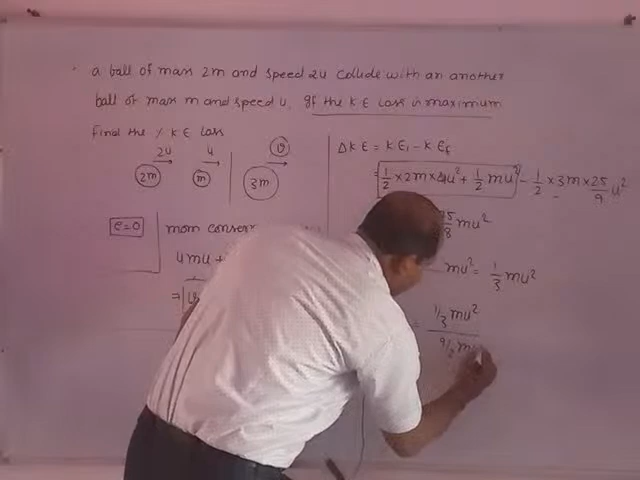 a ball of mass 2m and speed 2u collide with an another
ball of mass m and speed u. If the K E loss is maximum
Find the % K E loss
2u
u
v
2m
m
3m
e=0
mom conser
4mu +
ΔKE = KEi - KEf
1/2 x 2m x 4u² + 1/2 mu² - 1/2 x 3m x 25/9 u²
mu²
mu² = 1/3 mu²
= 1/3 mu²
9/2 m